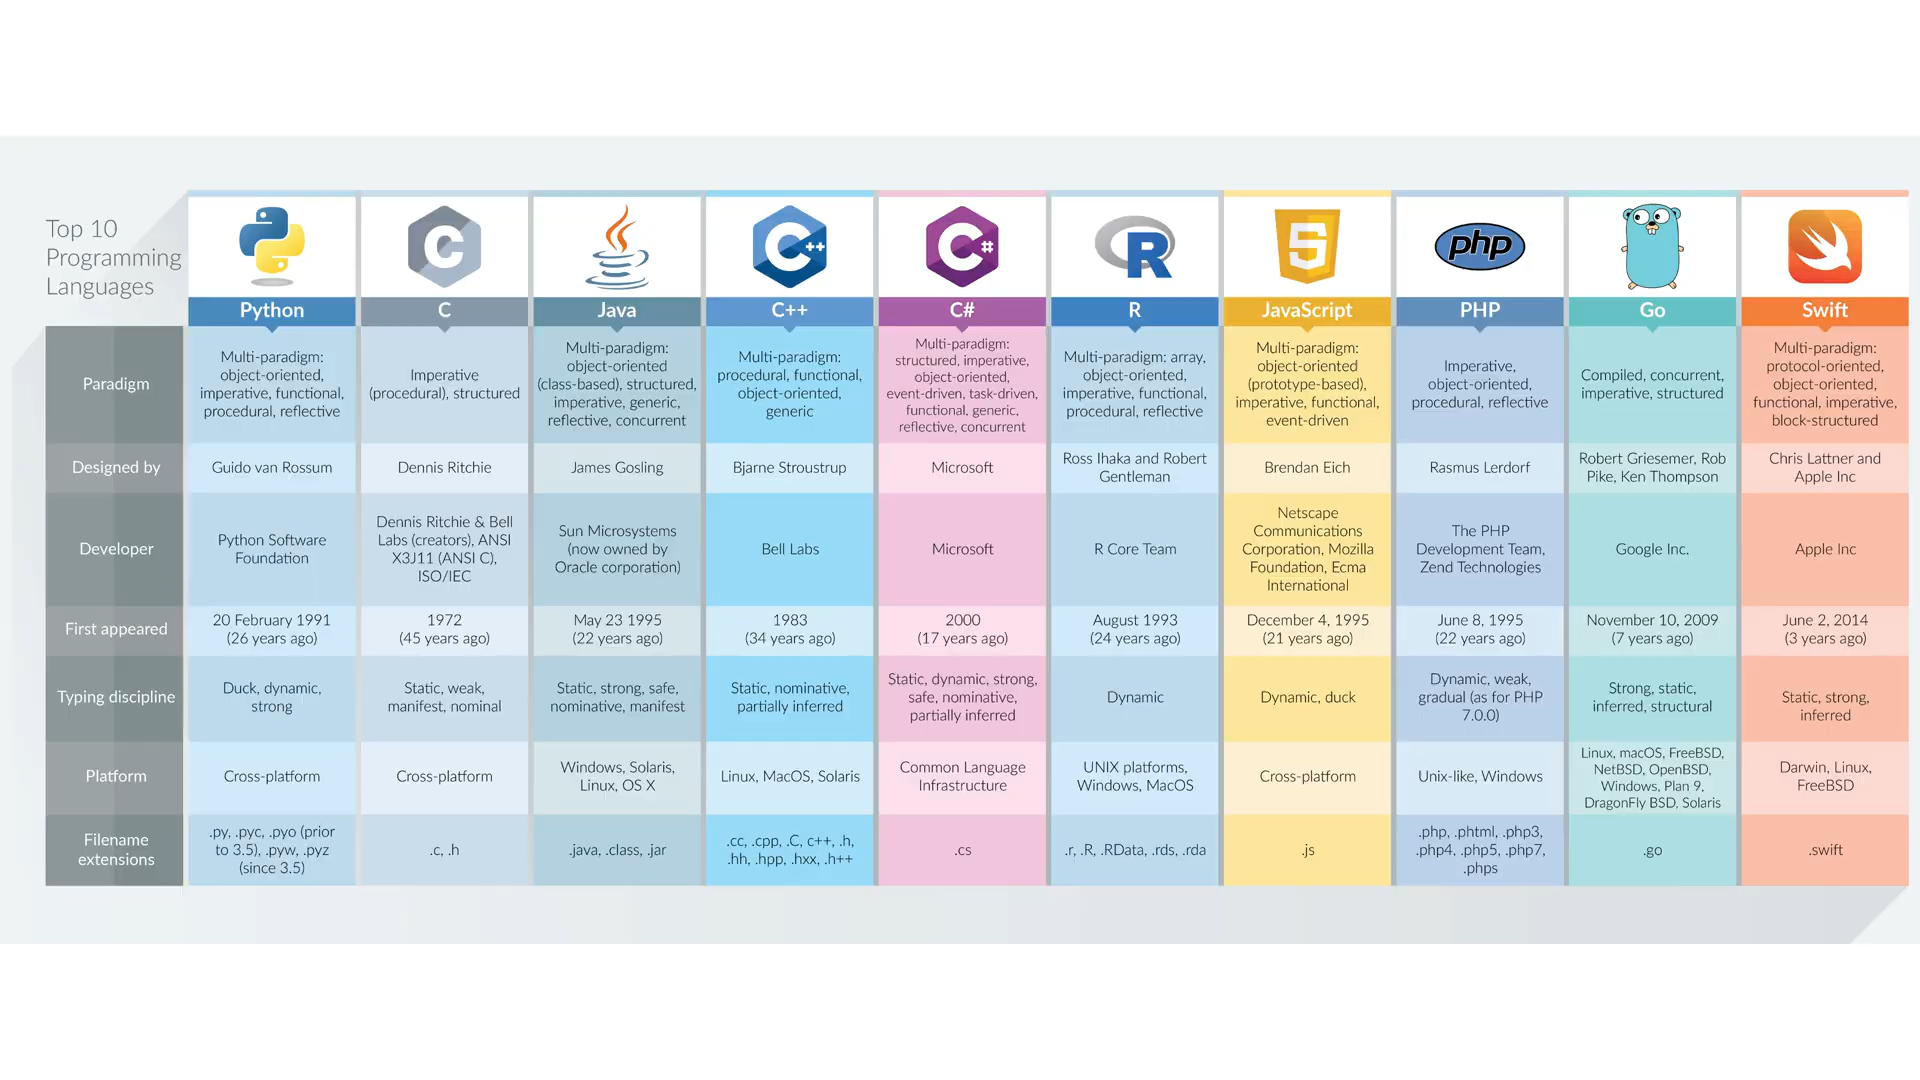 Top 10
Programming
Languages
C
C
++
C
#
R
5
php
Python
C
Java
C++
C#
R
JavaScript
PHP
Go
Swift
Paradigm
Multi-paradigm:
object-oriented,
imperative, functional,
procedural, reflective
Imperative
(procedural), structured
Multi-paradigm:
object-oriented
(class-based), structured,
imperative, generic,
reflective, concurrent
Multi-paradigm:
procedural, functional,
object-oriented,
generic
Multi-paradigm:
structured, imperative,
object-oriented,
event-driven, task-driven,
functional, generic,
reflective, concurrent
Multi-paradigm: array,
object-oriented,
imperative, functional,
procedural, reflective
Multi-paradigm:
object-oriented
(prototype-based),
imperative, functional,
event-driven
Imperative,
object-oriented,
procedural, reflective
Compiled, concurrent,
imperative, structured
Multi-paradigm:
protocol-oriented,
object-oriented,
functional, imperative,
block-structured
Designed by
Guido van Rossum
Dennis Ritchie
James Gosling
Bjarne Stroustrup
Microsoft
Ross Ihaka and Robert
Gentleman
Brendan Eich
Rasmus Lerdorf
Robert Griesemer, Rob
Pike, Ken Thompson
Chris Lattner and
Apple Inc
Developer
Python Software
Foundation
Dennis Ritchie & Bell
Labs (creators), ANSI
X3J11 (ANSI C),
ISO/IEC
Sun Microsystems
(now owned by
Oracle corporation)
Bell Labs
Microsoft
R Core Team
Netscape
Communications
Corporation, Mozilla
Foundation, Ecma
International
The PHP
Development Team,
Zend Technologies
Google Inc.
Apple Inc
First appeared
20 February 1991
(26 years ago)
1972
(45 years ago)
May 23 1995
(22 years ago)
1983
(34 years ago)
2000
(17 years ago)
August 1993
(24 years ago)
December 4, 1995
(21 years ago)
June 8, 1995
(22 years ago)
November 10, 2009
(7 years ago)
June 2, 2014
(3 years ago)
Typing discipline
Duck, dynamic,
strong
Static, weak,
manifest, nominal
Static, strong, safe,
nominative, manifest
Static, nominative,
partially inferred
Static, dynamic, strong,
safe, nominative,
partially inferred
Dynamic
Dynamic, duck
Dynamic, weak,
gradual (as for PHP
7.0.0)
Strong, static,
inferred, structural
Static, strong,
inferred
Platform
Cross-platform
Cross-platform
Windows, Solaris,
Linux, OS X
Linux, MacOS, Solaris
Common Language
Infrastructure
UNIX platforms,
Windows, MacOS
Cross-platform
Unix-like, Windows
Linux, macOS, FreeBSD,
NetBSD, OpenBSD,
Windows, Plan 9,
DragonFly BSD, Solaris
Darwin, Linux,
FreeBSD
Filename
extensions
.py, .pyc, .pyo (prior
to 3.5), .pyw, .pyz
(since 3.5)
.c, .h
.java, .class, .jar
.cc, .cpp, .C, c++, .h,
.hh, .hpp, .hxx, .h++
.cs
.r, .R, .RData, .rds, .rda
.js
.php, .phtml, .php3,
.php4, .php5, .php7,
.phps
.go
.swift